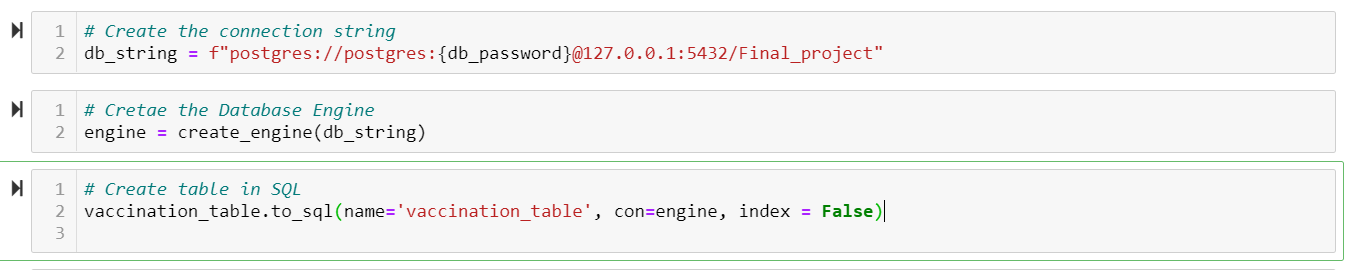 1 # Create the connection string
2 db_string = f"postgres://postgres:{db_password}@127.0.0.1:5432/Final_project"
1 # Cretae the Database Engine
2 engine = create_engine(db_string)
1 # Create table in SQL
2 vaccination_table.to_sql(name='vaccination_table', con=engine, index = False)
3